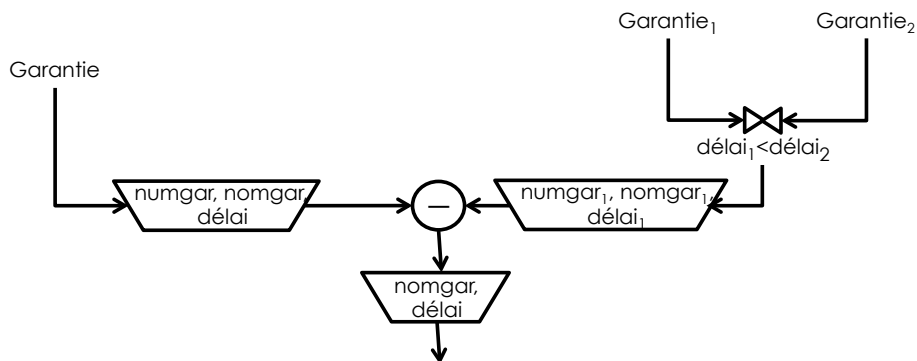 Garantie₁
Garantie₂
Garantie
délai₁<délai₂
numgar, nomgar,
délai
—
numgar₁, nomgar₁,
délai₁
nomgar,
délai